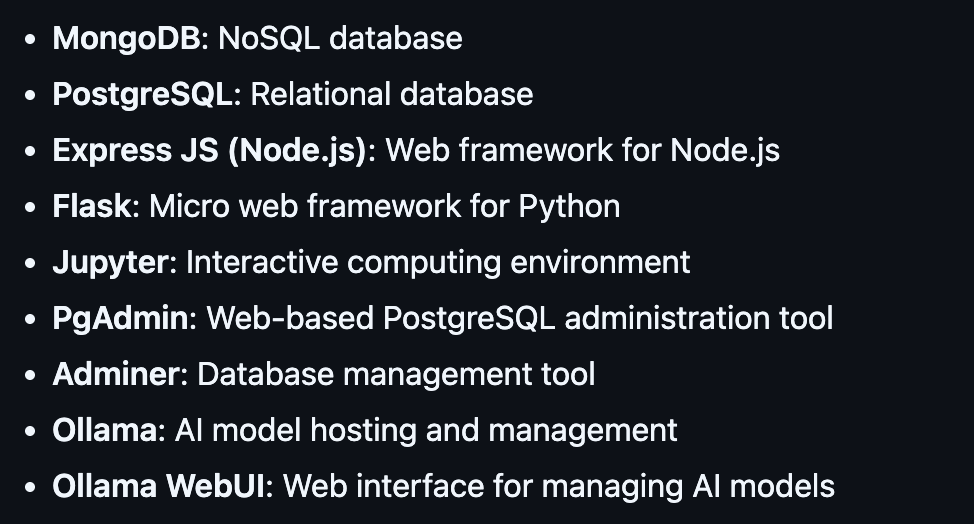 • MongoDB: NoSQL database
• PostgreSQL: Relational database
• Express JS (Node.js): Web framework for Node.js
• Flask: Micro web framework for Python
• Jupyter: Interactive computing environment
• PgAdmin: Web-based PostgreSQL administration tool
• Adminer: Database management tool
• Ollama: AI model hosting and management
• Ollama WebUI: Web interface for managing AI models